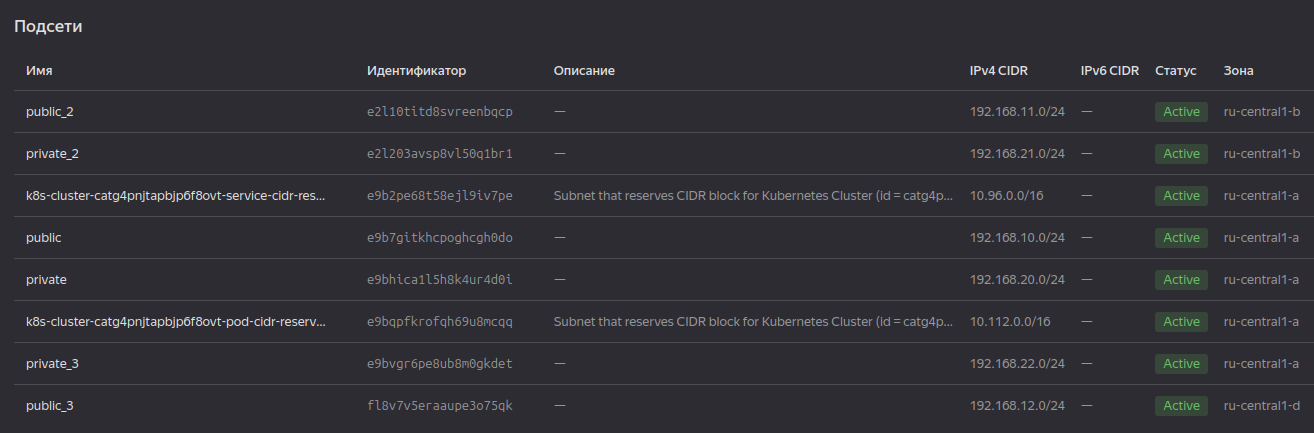 Подсети
Имя Идентификатор Описание IPv4 CIDR IPv6 CIDR Статус Зона
public_2 e2l10titd8svreenbqcp — 192.168.11.0/24 — Active ru-central1-b
private_2 e2l203avsp8vl50q1br1 — 192.168.21.0/24 — Active ru-central1-b
k8s-cluster-catg4pnjtapbjp6f8ovt-service-cidr-res... e9b2pe68t58ejl9iv7pe Subnet that reserves CIDR block for Kubernetes Cluster (id = catg4p... 10.96.0.0/16 — Active ru-central1-a
public e9b7gitkhcpoghcgh0do — 192.168.10.0/24 — Active ru-central1-a
private e9bhica1l5h8k4ur4d0i — 192.168.20.0/24 — Active ru-central1-a
k8s-cluster-catg4pnjtapbjp6f8ovt-pod-cidr-reserv... e9bqpfkrofqh69u8mcqq Subnet that reserves CIDR block for Kubernetes Cluster (id = catg4p... 10.112.0.0/16 — Active ru-central1-a
private_3 e9bvgr6pe8ub8m0gkdet — 192.168.22.0/24 — Active ru-central1-a
public_3 fl8v7v5eraaupe3o75qk — 192.168.12.0/24 — Active ru-central1-d